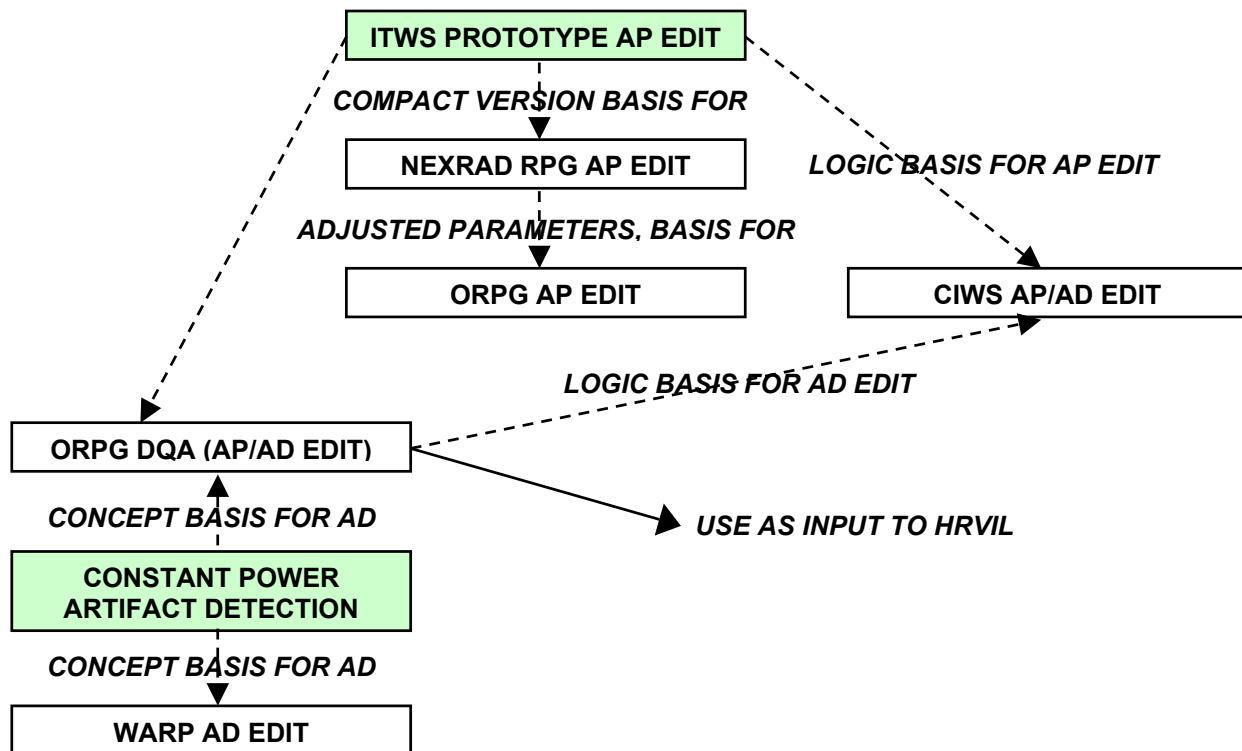 ITWS PROTOTYPE AP EDIT
COMPACT VERSION BASIS FOR
NEXRAD RPG AP EDIT
LOGIC BASIS FOR AP EDIT
ADJUSTED PARAMETERS, BASIS FOR
ORPG AP EDIT
CIWS AP/AD EDIT
LOGIC BASIS FOR AD EDIT
ORPG DQA (AP/AD EDIT)
CONCEPT BASIS FOR AD
USE AS INPUT TO HRVIL
CONSTANT POWER
ARTIFACT DETECTION
CONCEPT BASIS FOR AD
WARP AD EDIT